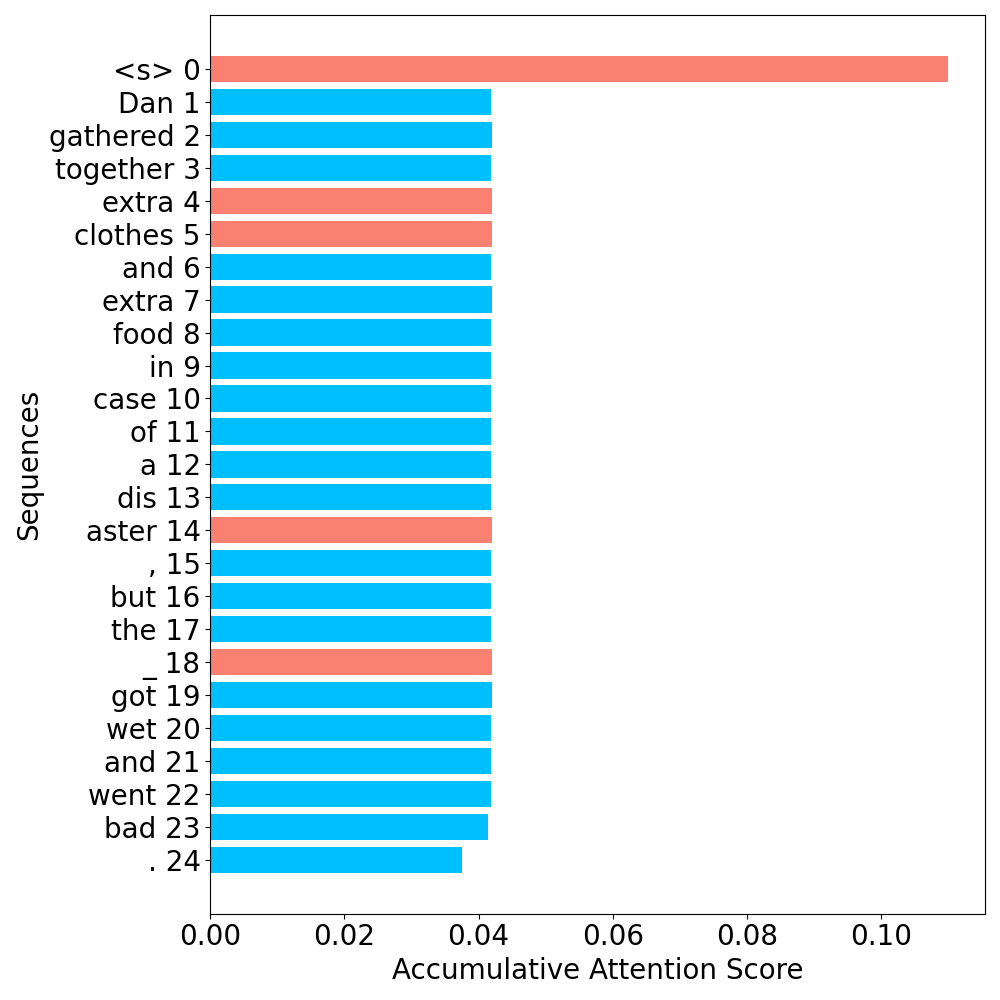 <s> 0
Dan 1
gathered 2
together 3
extra 4
clothes 5
and 6
extra 7
food 8
in 9
case 10
of 11
a 12
dis 13
aster 14
, 15
but 16
the 17
_ 18
got 19
wet 20
and 21
went 22
bad 23
. 24
Sequences
0.00 0.02 0.04 0.06 0.08 0.10
Accumulative Attention Score